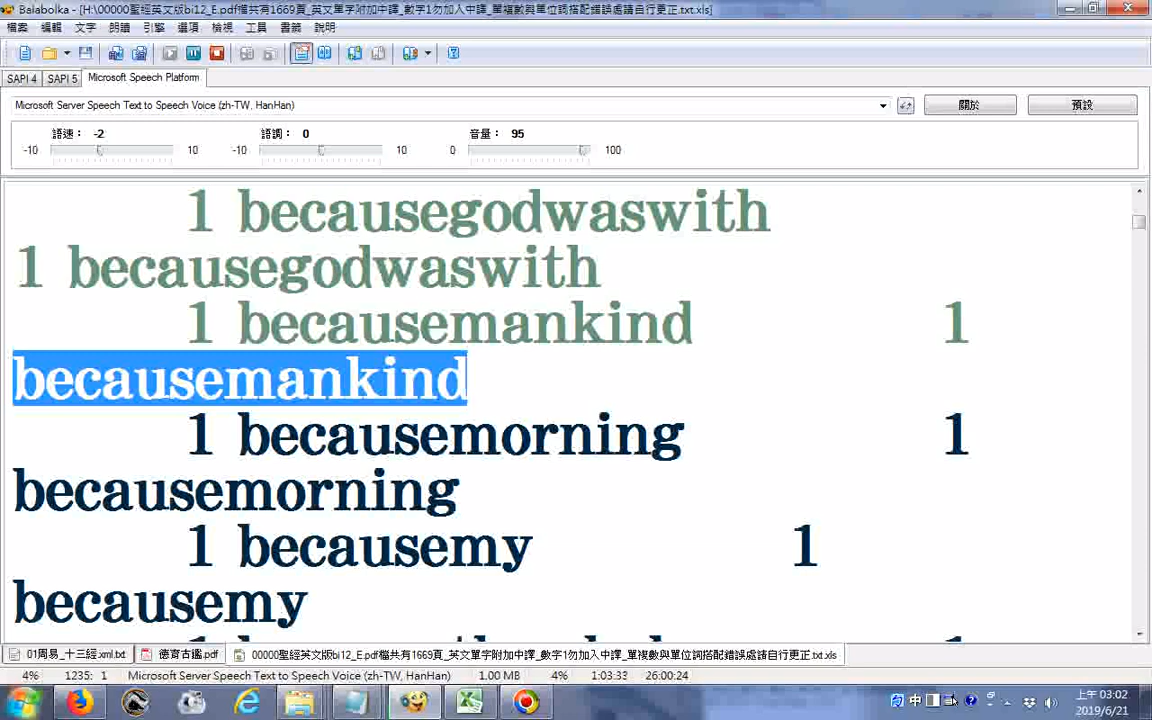 Balabolka - [H:\00000聖經英文版bi12_E.pdf檔共有1669頁_英文單字附加中譯_數字1勿加入中譯_單複數與單位詞搭配錯誤處請自行更正.txt.xls]
檔案 編輯 文字 朗讀 引擎 選項 檢視 工具 書籤 說明
SAPI 4 SAPI 5 Microsoft Speech Platform
Microsoft Server Speech Text to Speech Voice (zh-TW, HanHan) 關於 預設
語速： -2 語調： 0 音量： 95
-10 10 -10 10 0 100
1 becausegodwaswith
1 becausegodwaswith
1 becausemankind 1
becausemankind
1 becausemorning 1
becausemorning
1 becausemy 1
becausemy
01周易_十三經.xml.txt 德育古鑑.pdf 00000聖經英文版bi12_E.pdf檔共有1669頁_英文單字附加中譯_數字1勿加入中譯_單複數與單位詞搭配錯誤處請自行更正.txt.xls
4% 1235: 1 Microsoft Server Speech Text to Speech Voice (zh-TW, HanHan) 1.00 MB 4% 1:03:33 26:00:24
中 上午 03:02
2019/6/21